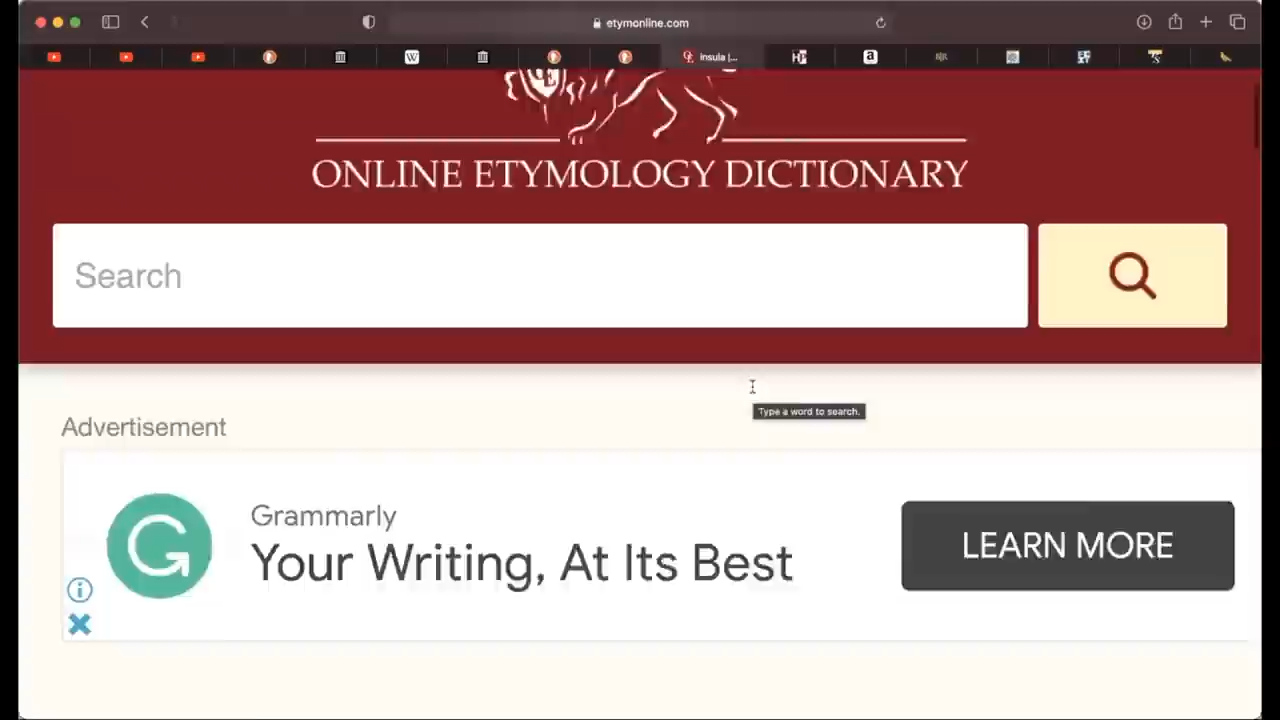 etymonline.com
insula |...
ONLINE ETYMOLOGY DICTIONARY
Search
Type a word to search.
Advertisement
Grammarly
Your Writing, At Its Best
LEARN MORE